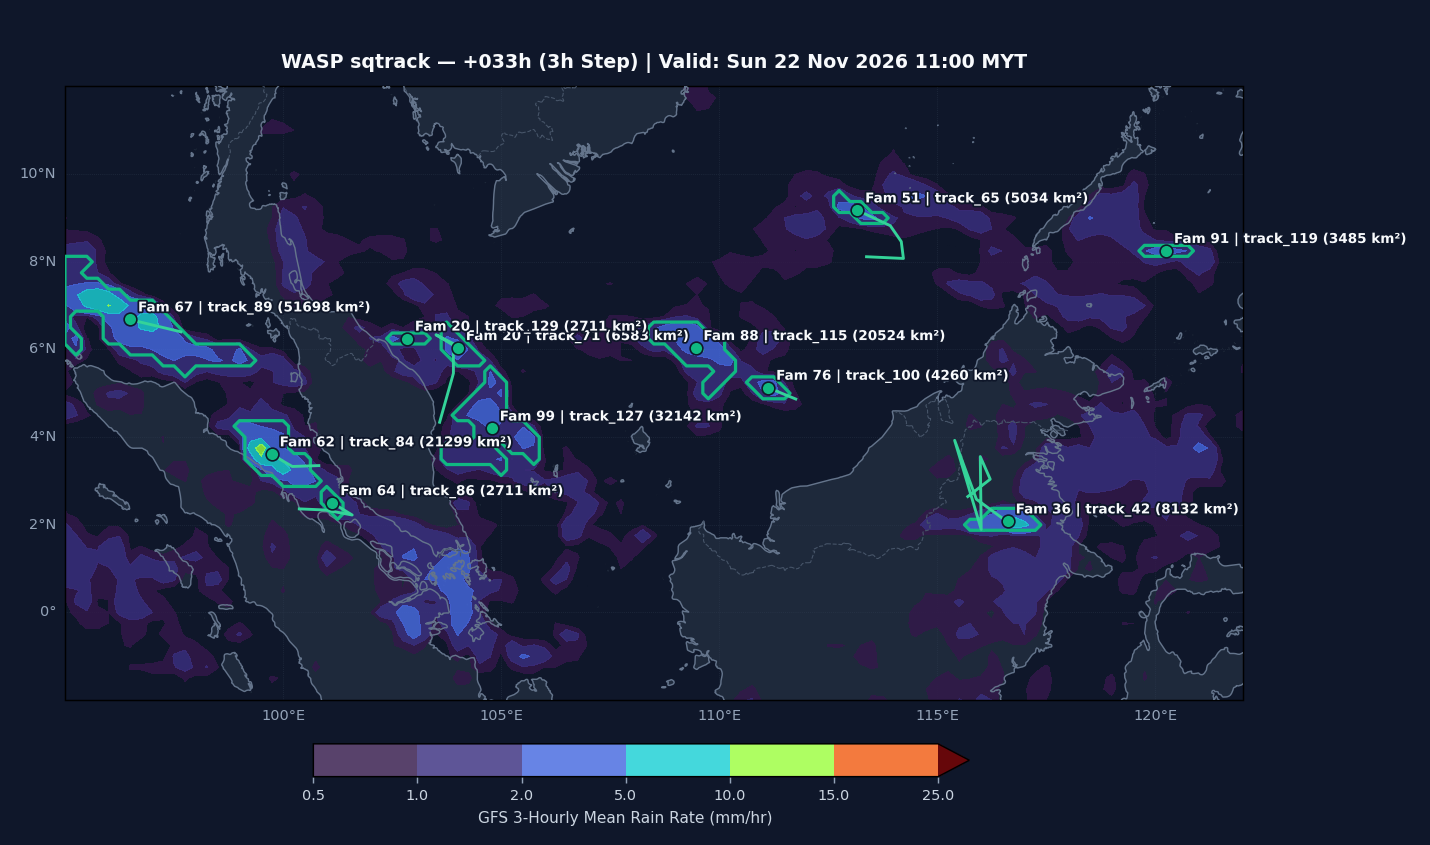 WASP sqtrack — +033h (3h Step) | Valid: Sun 22 Nov 2026 11:00 MYT
10°N
8°N
6°N
4°N
2°N
0°
Fam 51 | track_65 (5034 km²)
Fam 91 | track_119 (3485 km²)
Fam 67 | track_89 (51698 km²)
Fam 20 | track_129 (2711 km²)
Fam 20 | track_71 (6583 km²)
Fam 88 | track_115 (20524 km²)
Fam 76 | track_100 (4260 km²)
Fam 99 | track_127 (32142 km²)
Fam 62 | track_84 (21299 km²)
Fam 64 | track_86 (2711 km²)
Fam 36 | track_42 (8132 km²)
100°E 105°E 110°E 115°E 120°E
0.5 1.0 2.0 5.0 10.0 15.0 25.0
GFS 3-Hourly Mean Rain Rate (mm/hr)